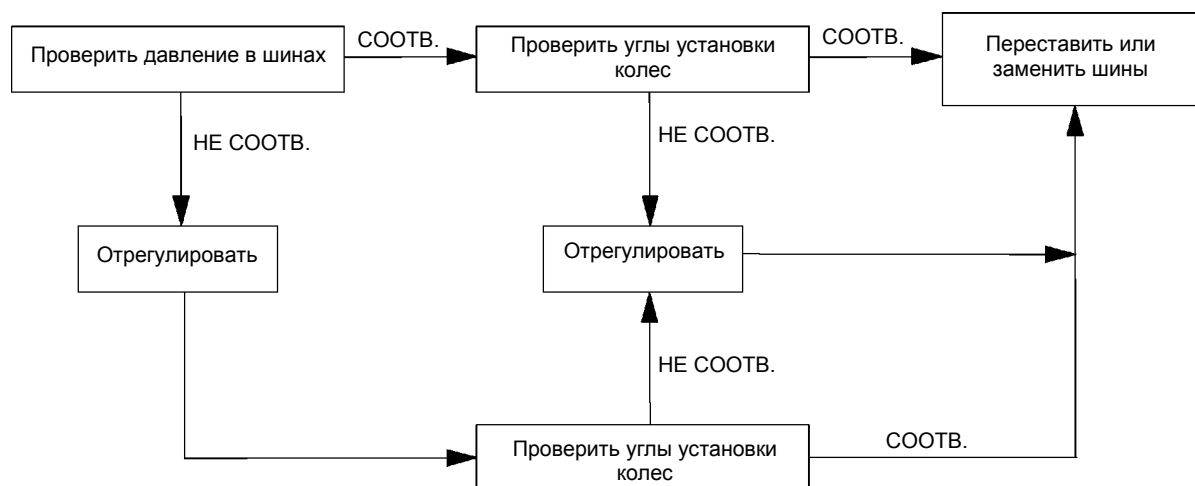 Проверить давление в шинах
СООТВ.
Проверить углы установки
колес
СООТВ.
Переставить или
заменить шины
НЕ СООТВ.
НЕ СООТВ.
Отрегулировать
Отрегулировать
НЕ СООТВ.
Проверить углы установки
колес
СООТВ.